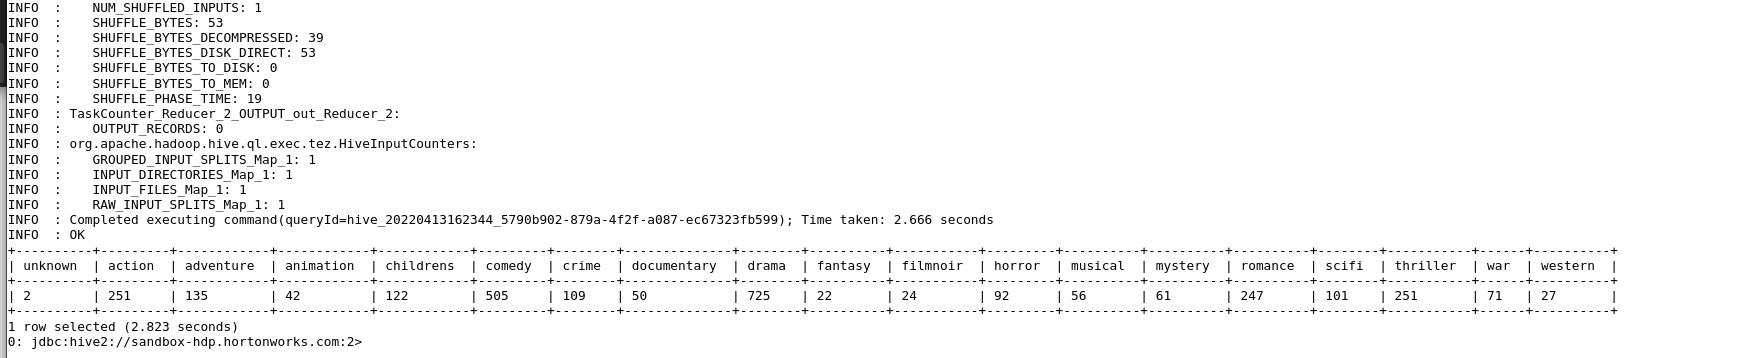 INFO  :     NUM_SHUFFLED_INPUTS: 1
INFO  :     SHUFFLE_BYTES: 53
INFO  :     SHUFFLE_BYTES_DECOMPRESSED: 39
INFO  :     SHUFFLE_BYTES_DISK_DIRECT: 53
INFO  :     SHUFFLE_BYTES_TO_DISK: 0
INFO  :     SHUFFLE_BYTES_TO_MEM: 0
INFO  :     SHUFFLE_PHASE_TIME: 19
INFO  : TaskCounter_Reducer_2_OUTPUT_out_Reducer_2:
INFO  :     OUTPUT_RECORDS: 0
INFO  : org.apache.hadoop.hive.ql.exec.tez.HiveInputCounters:
INFO  :     GROUPED_INPUT_SPLITS_Map_1: 1
INFO  :     INPUT_DIRECTORIES_Map_1: 1
INFO  :     INPUT_FILES_Map_1: 1
INFO  :     RAW_INPUT_SPLITS_Map_1: 1
INFO  : Completed executing command(queryId=hive_20220413162344_5790b902-879a-4f2f-a087-ec67323fb599); Time taken: 2.666 seconds
INFO  : OK
+----------+---------+------------+------------+------------+---------+--------+--------------+--------+----------+-----------+---------+----------+----------+----------+--------+-----------+------+----------+
| unknown  | action  | adventure  | animation  | childrens  | comedy  | crime  | documentary  | drama  | fantasy  | filmnoir  | horror  | musical  | mystery  | romance  | scifi  | thriller  | war  | western  |
+----------+---------+------------+------------+------------+---------+--------+--------------+--------+----------+-----------+---------+----------+----------+----------+--------+-----------+------+----------+
| 2        | 251     | 135        | 42         | 122        | 505     | 109    | 50           | 725    | 22       | 24        | 92      | 56       | 61       | 247      | 101    | 251       | 71   | 27       |
+----------+---------+------------+------------+------------+---------+--------+--------------+--------+----------+-----------+---------+----------+----------+----------+--------+-----------+------+----------+
1 row selected (2.823 seconds)
0: jdbc:hive2://sandbox-hdp.hortonworks.com:2>